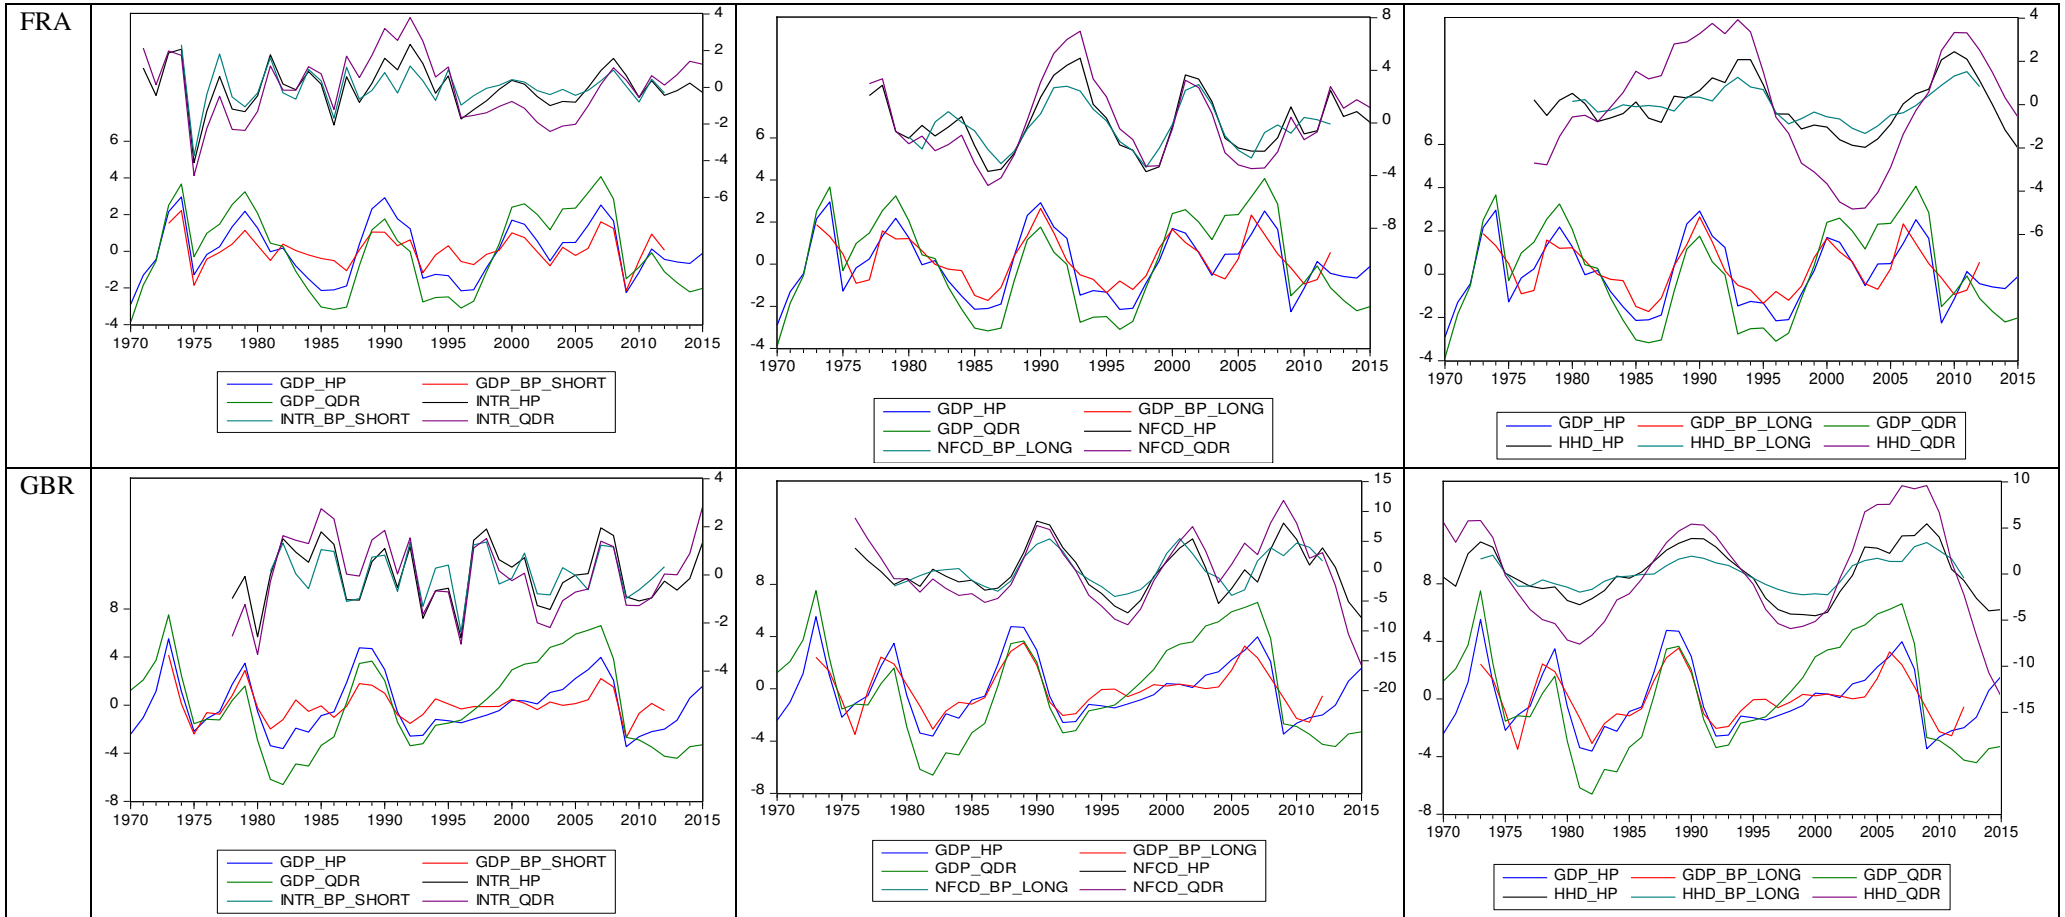 FRA
4
2
0
-2
-4
-6
6
4
2
0
-2
-4
1970 1975 1980 1985 1990 1995 2000 2005 2010 2015
GDP_HP GDP_BP_SHORT
GDP_QDR INTR_HP
INTR_BP_SHORT INTR_QDR
8
4
0
-4
-8
6
4
2
0
-2
-4
1970 1975 1980 1985 1990 1995 2000 2005 2010 2015
GDP_HP GDP_BP_LONG
GDP_QDR NFCD_HP
NFCD_BP_LONG NFCD_QDR
4
2
0
-2
-4
-6
6
4
2
0
-2
-4
1970 1975 1980 1985 1990 1995 2000 2005 2010 2015
GDP_HP GDP_BP_LONG GDP_QDR
HHD_HP HHD_BP_LONG HHD_QDR
GBR
4
2
0
-2
-4
8
4
0
-4
-8
1970 1975 1980 1985 1990 1995 2000 2005 2010 2015
GDP_HP GDP_BP_SHORT
GDP_QDR INTR_HP
INTR_BP_SHORT INTR_QDR
15
10
5
0
-5
-10
-15
-20
8
4
0
-4
-8
1970 1975 1980 1985 1990 1995 2000 2005 2010 2015
GDP_HP GDP_BP_LONG
GDP_QDR NFCD_HP
NFCD_BP_LONG NFCD_QDR
10
5
0
-5
-10
-15
8
4
0
-4
-8
1970 1975 1980 1985 1990 1995 2000 2005 2010 2015
GDP_HP GDP_BP_LONG GDP_QDR
HHD_HP HHD_BP_LONG HHD_QDR